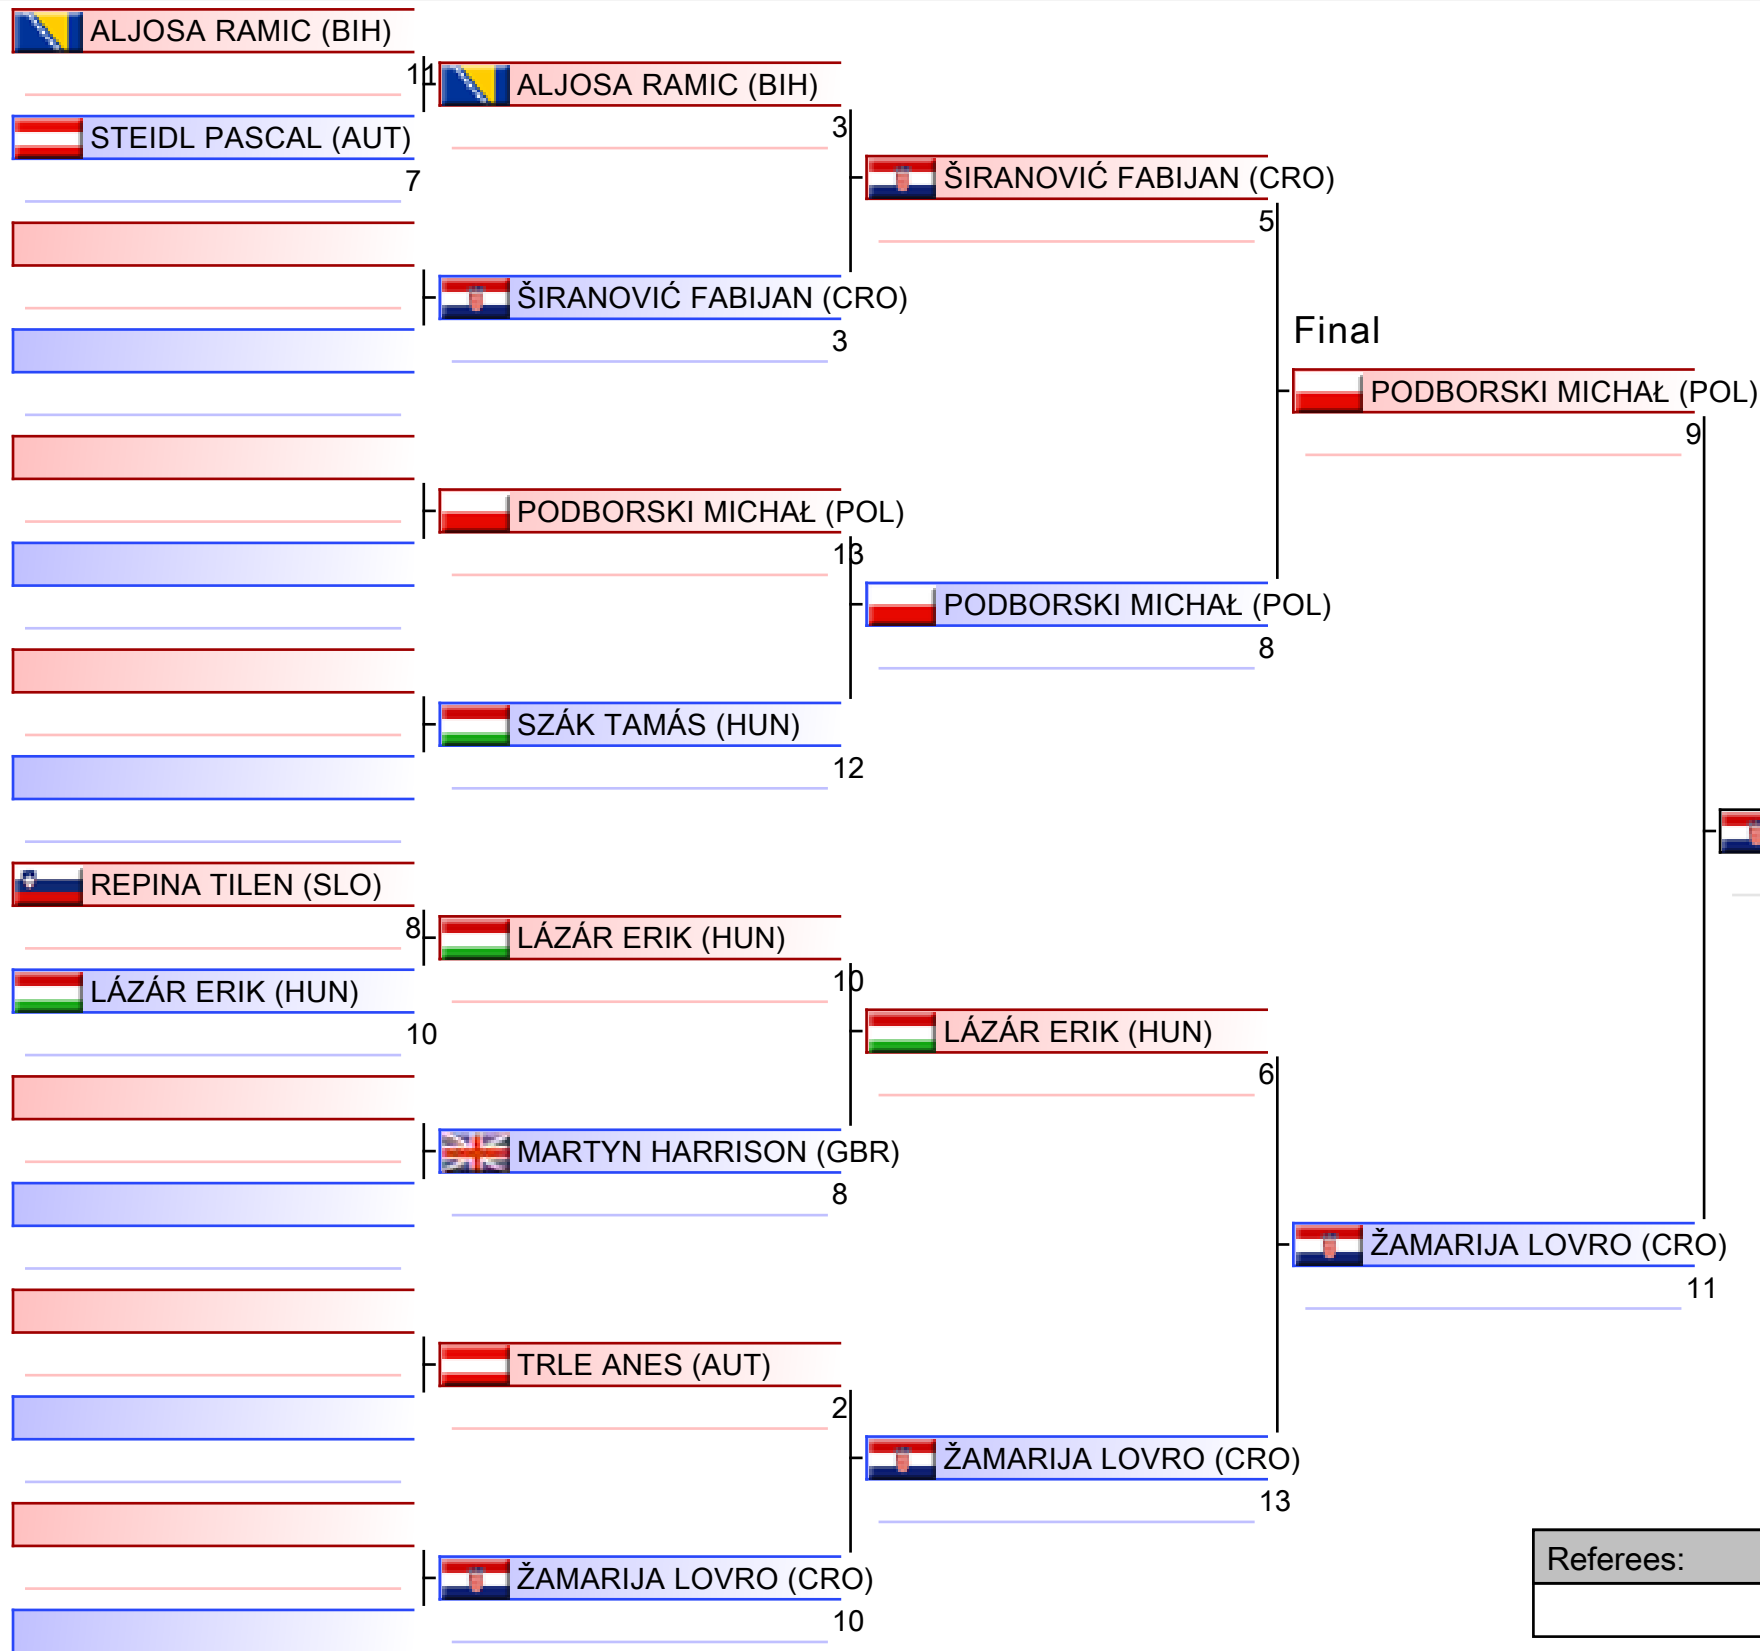 ALJOSA RAMIC (BIH)
11
ALJOSA RAMIC (BIH)
3
STEIDL PASCAL (AUT)
7
ŠIRANOVIĆ FABIJAN (CRO)
5
ŠIRANOVIĆ FABIJAN (CRO)
3
Final
PODBORSKI MICHAŁ (POL)
9
PODBORSKI MICHAŁ (POL)
13
PODBORSKI MICHAŁ (POL)
8
SZÁK TAMÁS (HUN)
12
REPINA TILEN (SLO)
8
LÁZÁR ERIK (HUN)
10
LÁZÁR ERIK (HUN)
10
LÁZÁR ERIK (HUN)
6
MARTYN HARRISON (GBR)
8
ŽAMARIJA LOVRO (CRO)
11
TRLE ANES (AUT)
2
ŽAMARIJA LOVRO (CRO)
13
ŽAMARIJA LOVRO (CRO)
10
Referees: